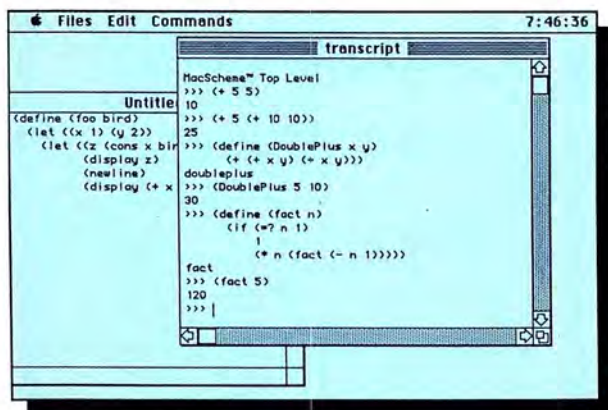 Files Edit Commands 7:46:36
transcript
MacScheme™ Top Level
>>> (+ 5 5)
10
>>> (+ 5 (+ 10 10))
25
>>> (define (DoublePlus x y)
(+ (+ x y) (+ x y)))
doubleplus
>>> (DoublePlus 5 10)
30
>>> (define (fact n)
(if (=? n 1)
1
(* n (fact (- n 1)))))
fact
>>> (fact 5)
120
>>>
Untitle
(define (foo bird)
(let ((x 1) (y 2))
(let ((z (cons x bir
(display z)
(newline)
(display (+ x